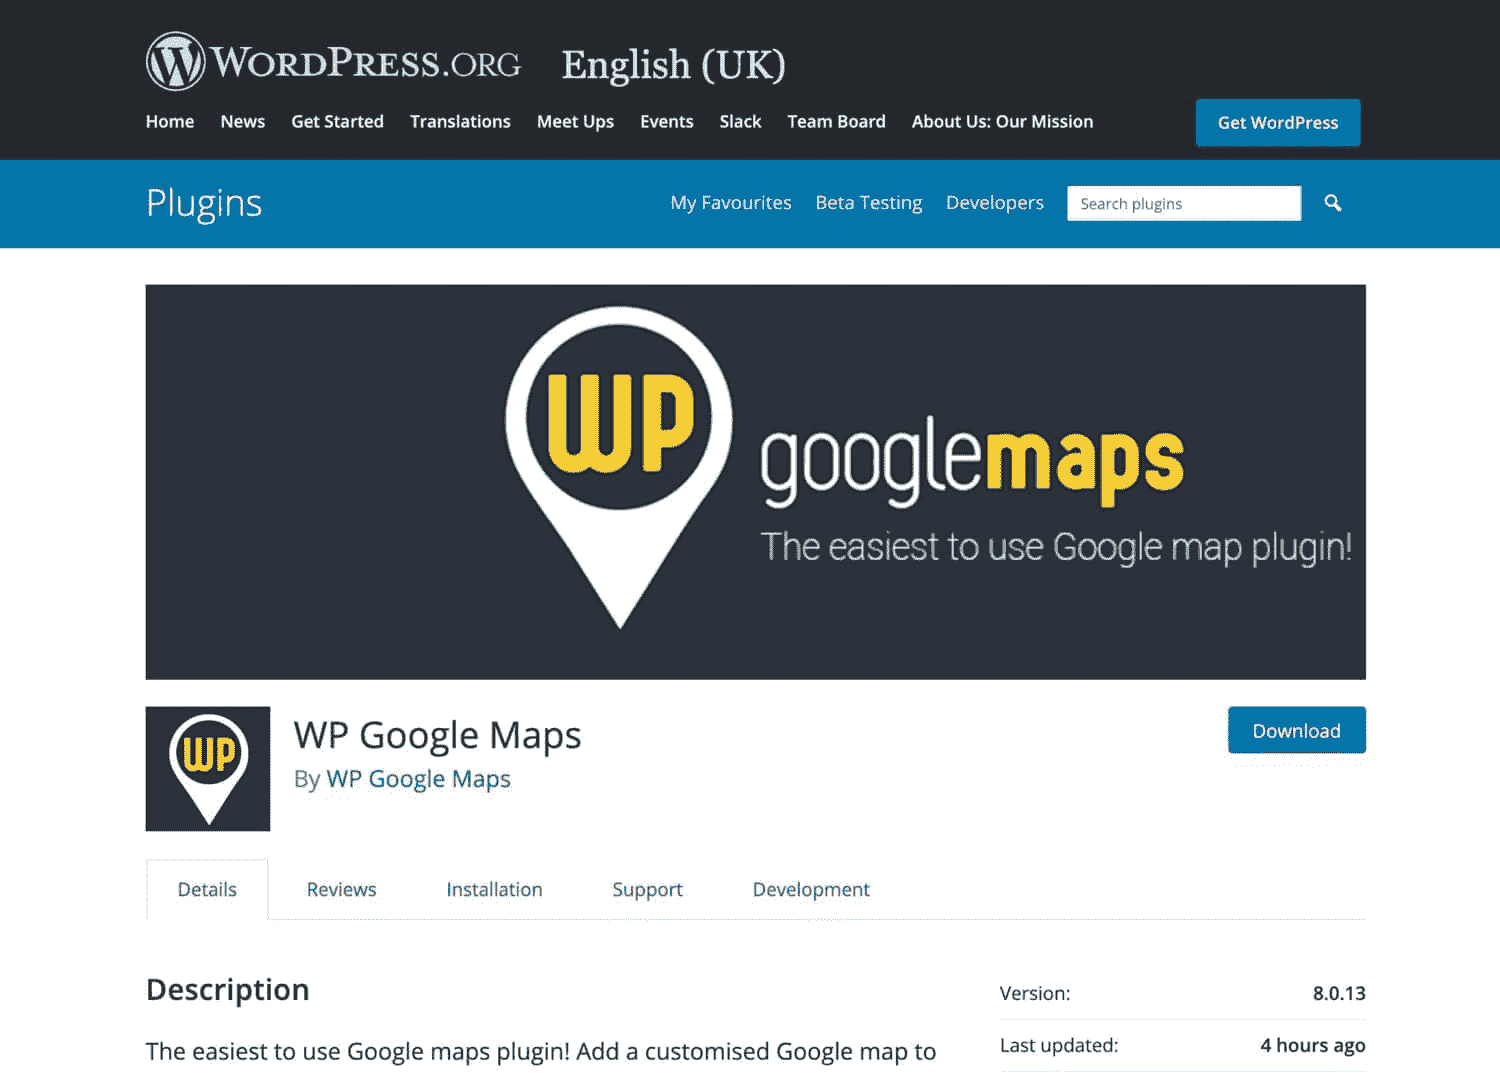 WORDPRESS.ORG English (UK)
Home News Get Started Translations Meet Ups Events Slack Team Board About Us: Our Mission Get WordPress
Plugins My Favourites Beta Testing Developers Search plugins
WP
googlemaps
The easiest to use Google map plugin!
WP
WP Google Maps
By WP Google Maps
Download
Details Reviews Installation Support Development
Description
Version: 8.0.13
The easiest to use Google maps plugin! Add a customised Google map to
Last updated: 4 hours ago